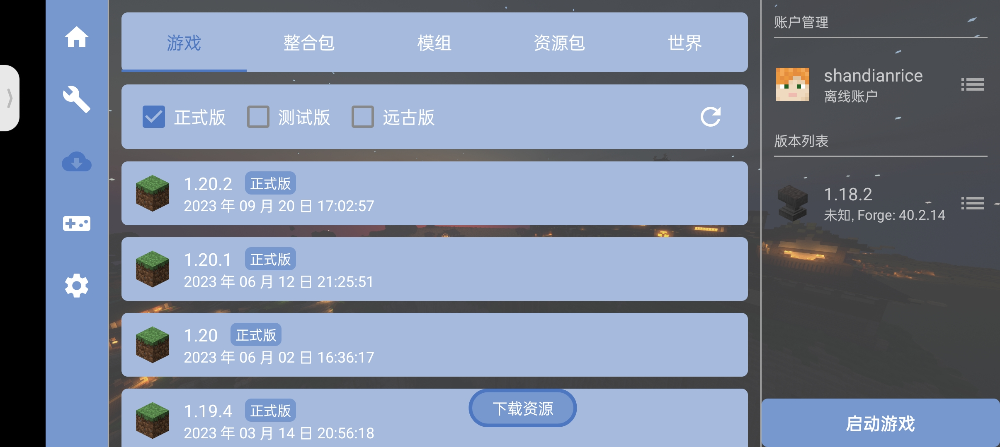 游戏 整合包 模组 资源包 世界
正式版 测试版 远古版
1.20.2 正式版
2023 年 09 月 20 日 17:02:57
1.20.1 正式版
2023 年 06 月 12 日 21:25:51
1.20 正式版
2023 年 06 月 02 日 16:36:17
1.19.4 正式版
2023 年 03 月 14 日 20:56:18
下载资源
账户管理
shandianrice
离线账户
版本列表
1.18.2
未知, Forge: 40.2.14
启动游戏